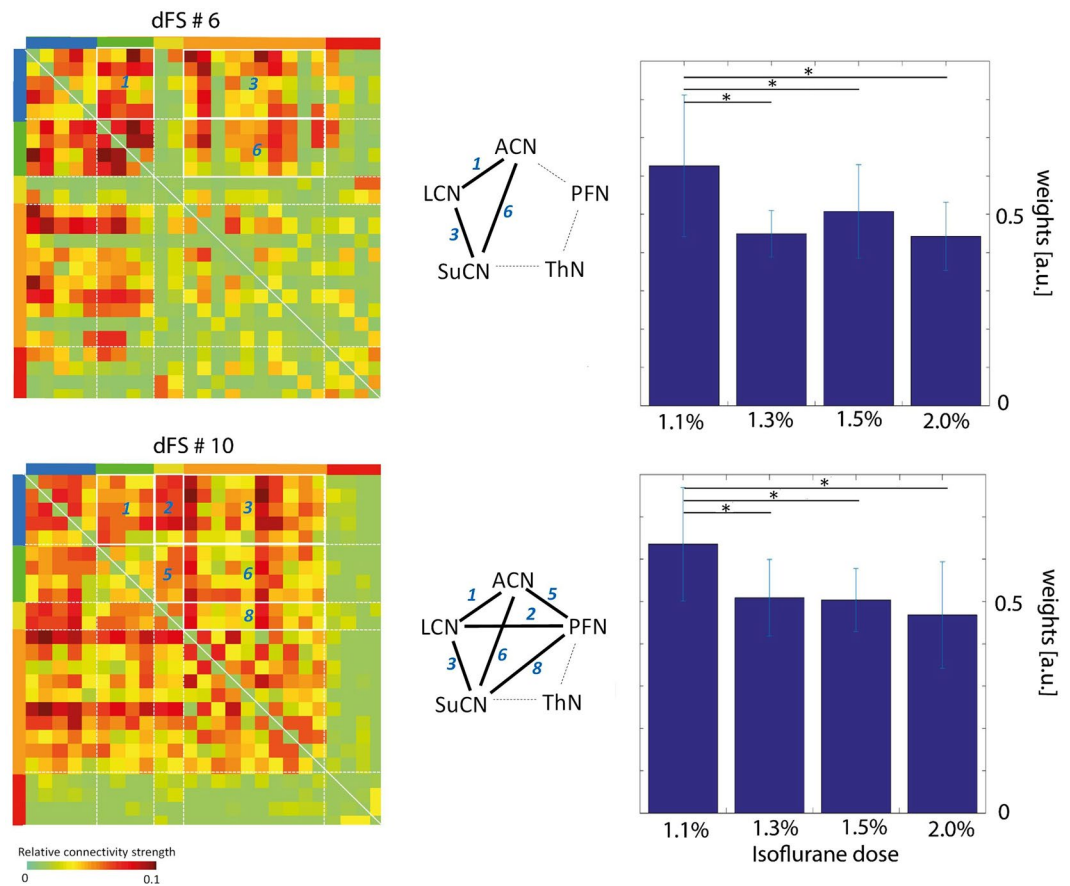 dFS # 6
1
3
6
ACN
1
LCN
PFN
6
3
SuCN
ThN
*
*
*
0.5
weights [a.u.]
0
1.1%
1.3%
1.5%
2.0%
dFS # 10
1
2
3
5
6
8
ACN
1
5
2
LCN
PFN
3
6
8
SuCN
ThN
*
*
*
0.5
weights [a.u.]
0
1.1%
1.3%
1.5%
2.0%
Isoflurane dose
Relative connectivity strength
0
0.1